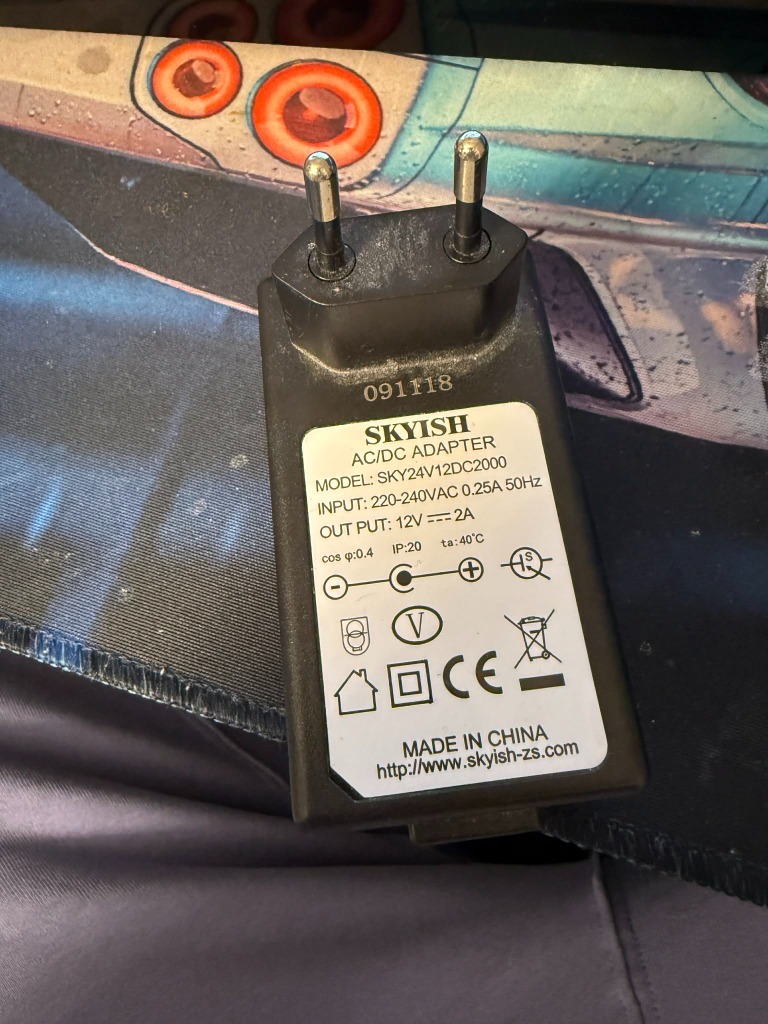 091118
SKYISH
AC/DC ADAPTER
MODEL: SKY24V12DC2000
INPUT: 220-240VAC 0.25A 50Hz
OUT PUT: 12V ⎓ 2A
cos φ:0.4 IP:20 ta:40°C
S
V
CE
MADE IN CHINA
http://www.skyish-zs.com